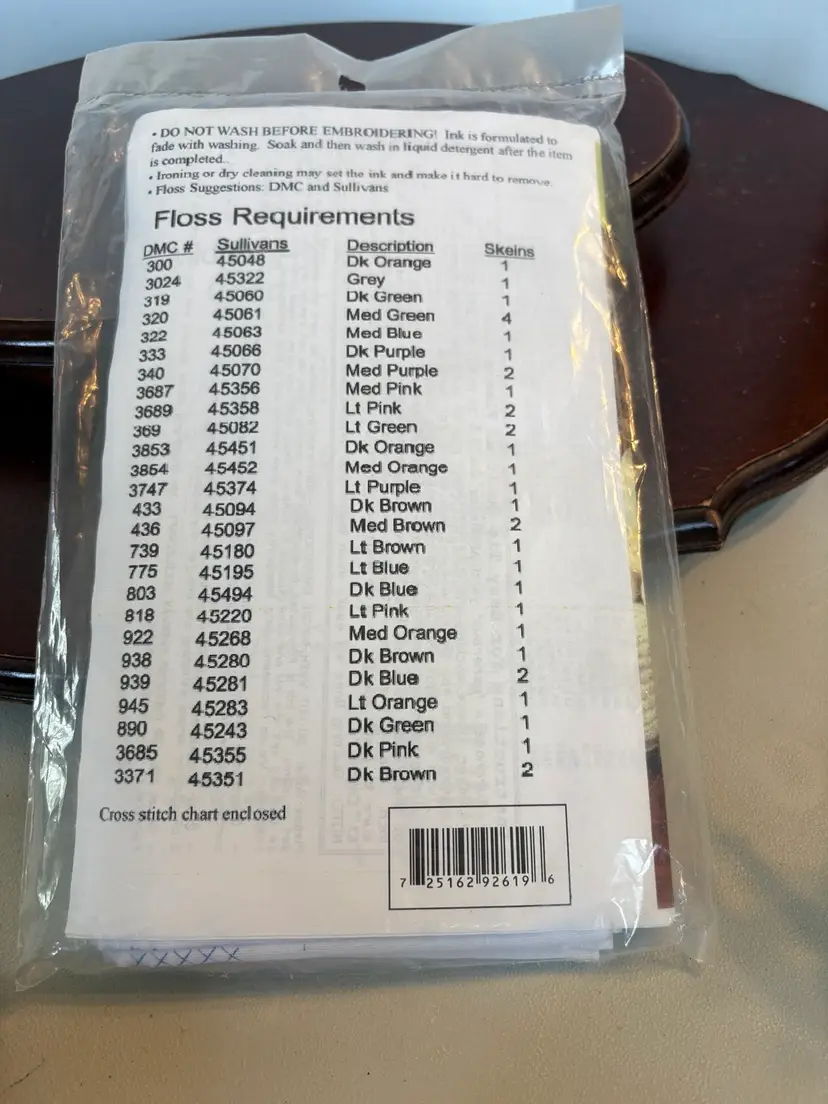 • DO NOT WASH BEFORE EMBROIDERING! Ink is formulated to
fade with washing. Soak and then wash in liquid detergent after the item
is completed..
• Ironing or dry cleaning may set the ink and make it hard to remove.
• Floss Suggestions: DMC and Sullivans
Floss Requirements
DMC # Sullivans Description Skeins
300 45048 Dk Orange 1
3024 45322 Grey 1
319 45060 Dk Green 1
320 45061 Med Green 4
322 45063 Med Blue 1
333 45066 Dk Purple 1
340 45070 Med Purple 2
3687 45356 Med Pink 1
3689 45358 Lt Pink 2
369 45082 Lt Green 2
3853 45451 Dk Orange 1
3854 45452 Med Orange 1
3747 45374 Lt Purple 1
433 45094 Dk Brown 1
436 45097 Med Brown 2
739 45180 Lt Brown 1
775 45195 Lt Blue 1
803 45494 Dk Blue 1
818 45220 Lt Pink 1
922 45268 Med Orange 1
938 45280 Dk Brown 1
939 45281 Dk Blue 2
945 45283 Lt Orange 1
890 45243 Dk Green 1
3685 45355 Dk Pink 1
3371 45351 Dk Brown 2
Cross stitch chart enclosed
7 25162 92619 6